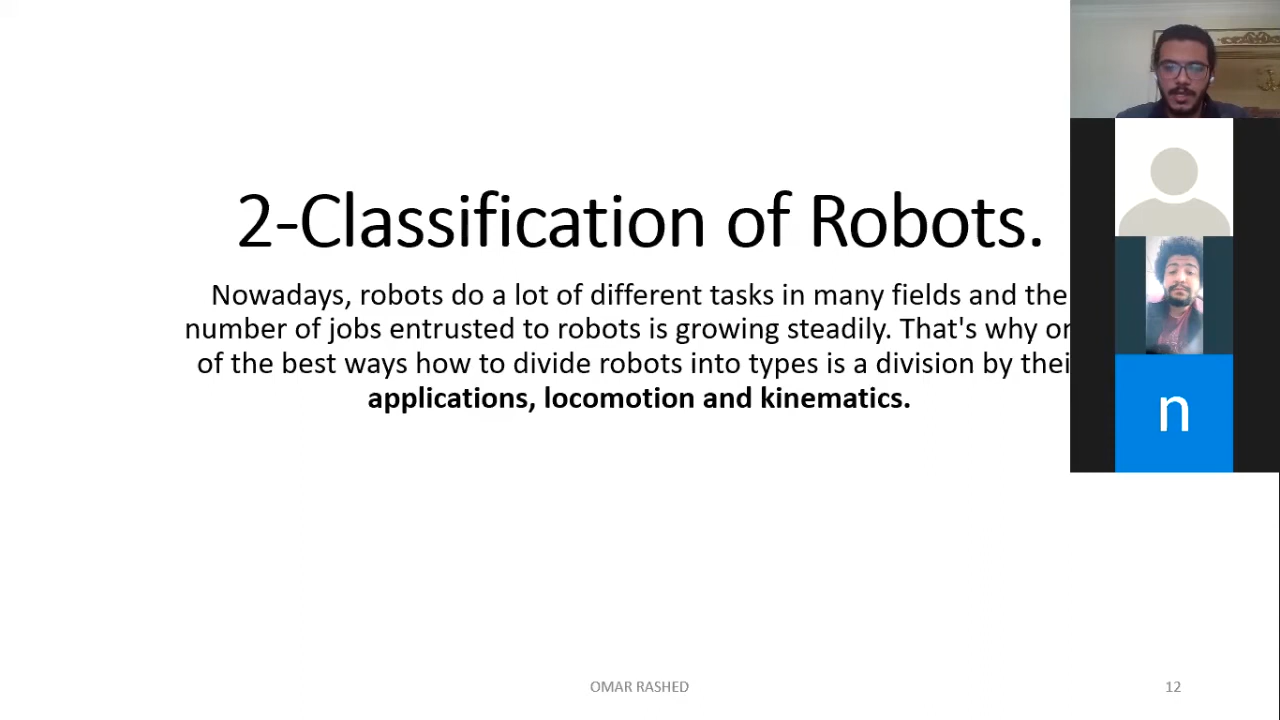 2-Classification of Robots.
Nowadays, robots do a lot of different tasks in many fields and the
number of jobs entrusted to robots is growing steadily. That's why
of the best ways how to divide robots into types is a division by
applications, locomotion and kinematics.
n
OMAR RASHED
12